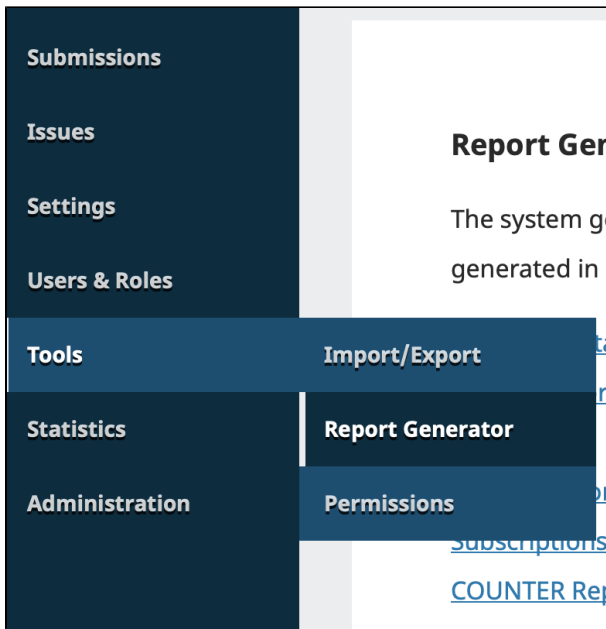 Submissions
Issues
Settings
Users & Roles
Tools
Statistics
Administration
Import/Export
Report Generator
Permissions
Report Ger
The system g
generated in
Subscriptions
COUNTER Rep